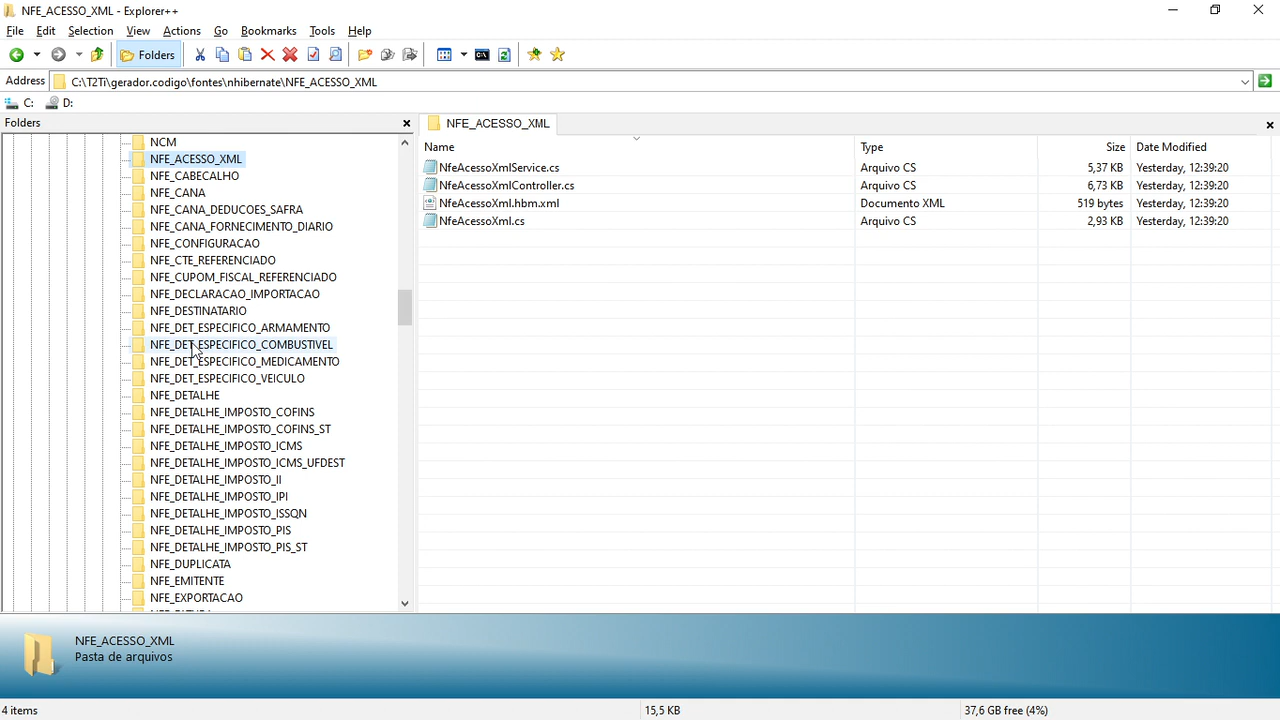 NFE_ACESSO_XML - Explorer++
File Edit Selection View Actions Go Bookmarks Tools Help
Folders
Address C:\T2Ti\gerador.codigo\fontes\nhibernate\NFE_ACESSO_XML
C: D:
Folders
NCM
NFE_ACESSO_XML
NFE_CABECALHO
NFE_CANA
NFE_CANA_DEDUCOES_SAFRA
NFE_CANA_FORNECIMENTO_DIARIO
NFE_CONFIGURACAO
NFE_CTE_REFERENCIADO
NFE_CUPOM_FISCAL_REFERENCIADO
NFE_DECLARACAO_IMPORTACAO
NFE_DESTINATARIO
NFE_DET_ESPECIFICO_ARMAMENTO
NFE_DET_ESPECIFICO_COMBUSTIVEL
NFE_DET_ESPECIFICO_MEDICAMENTO
NFE_DET_ESPECIFICO_VEICULO
NFE_DETALHE
NFE_DETALHE_IMPOSTO_COFINS
NFE_DETALHE_IMPOSTO_COFINS_ST
NFE_DETALHE_IMPOSTO_ICMS
NFE_DETALHE_IMPOSTO_ICMS_UFDEST
NFE_DETALHE_IMPOSTO_II
NFE_DETALHE_IMPOSTO_IPI
NFE_DETALHE_IMPOSTO_ISSQN
NFE_DETALHE_IMPOSTO_PIS
NFE_DETALHE_IMPOSTO_PIS_ST
NFE_DUPLICATA
NFE_EMITENTE
NFE_EXPORTACAO
NFE_ACESSO_XML
Name Type Size Date Modified
NfeAcessoXmlService.cs Arquivo CS 5,37 KB Yesterday, 12:39:20
NfeAcessoXmlController.cs Arquivo CS 6,73 KB Yesterday, 12:39:20
NfeAcessoXml.hbm.xml Documento XML 519 bytes Yesterday, 12:39:20
NfeAcessoXml.cs Arquivo CS 2,93 KB Yesterday, 12:39:20
NFE_ACESSO_XML
Pasta de arquivos
4 items 15,5 KB 37,6 GB free (4%)